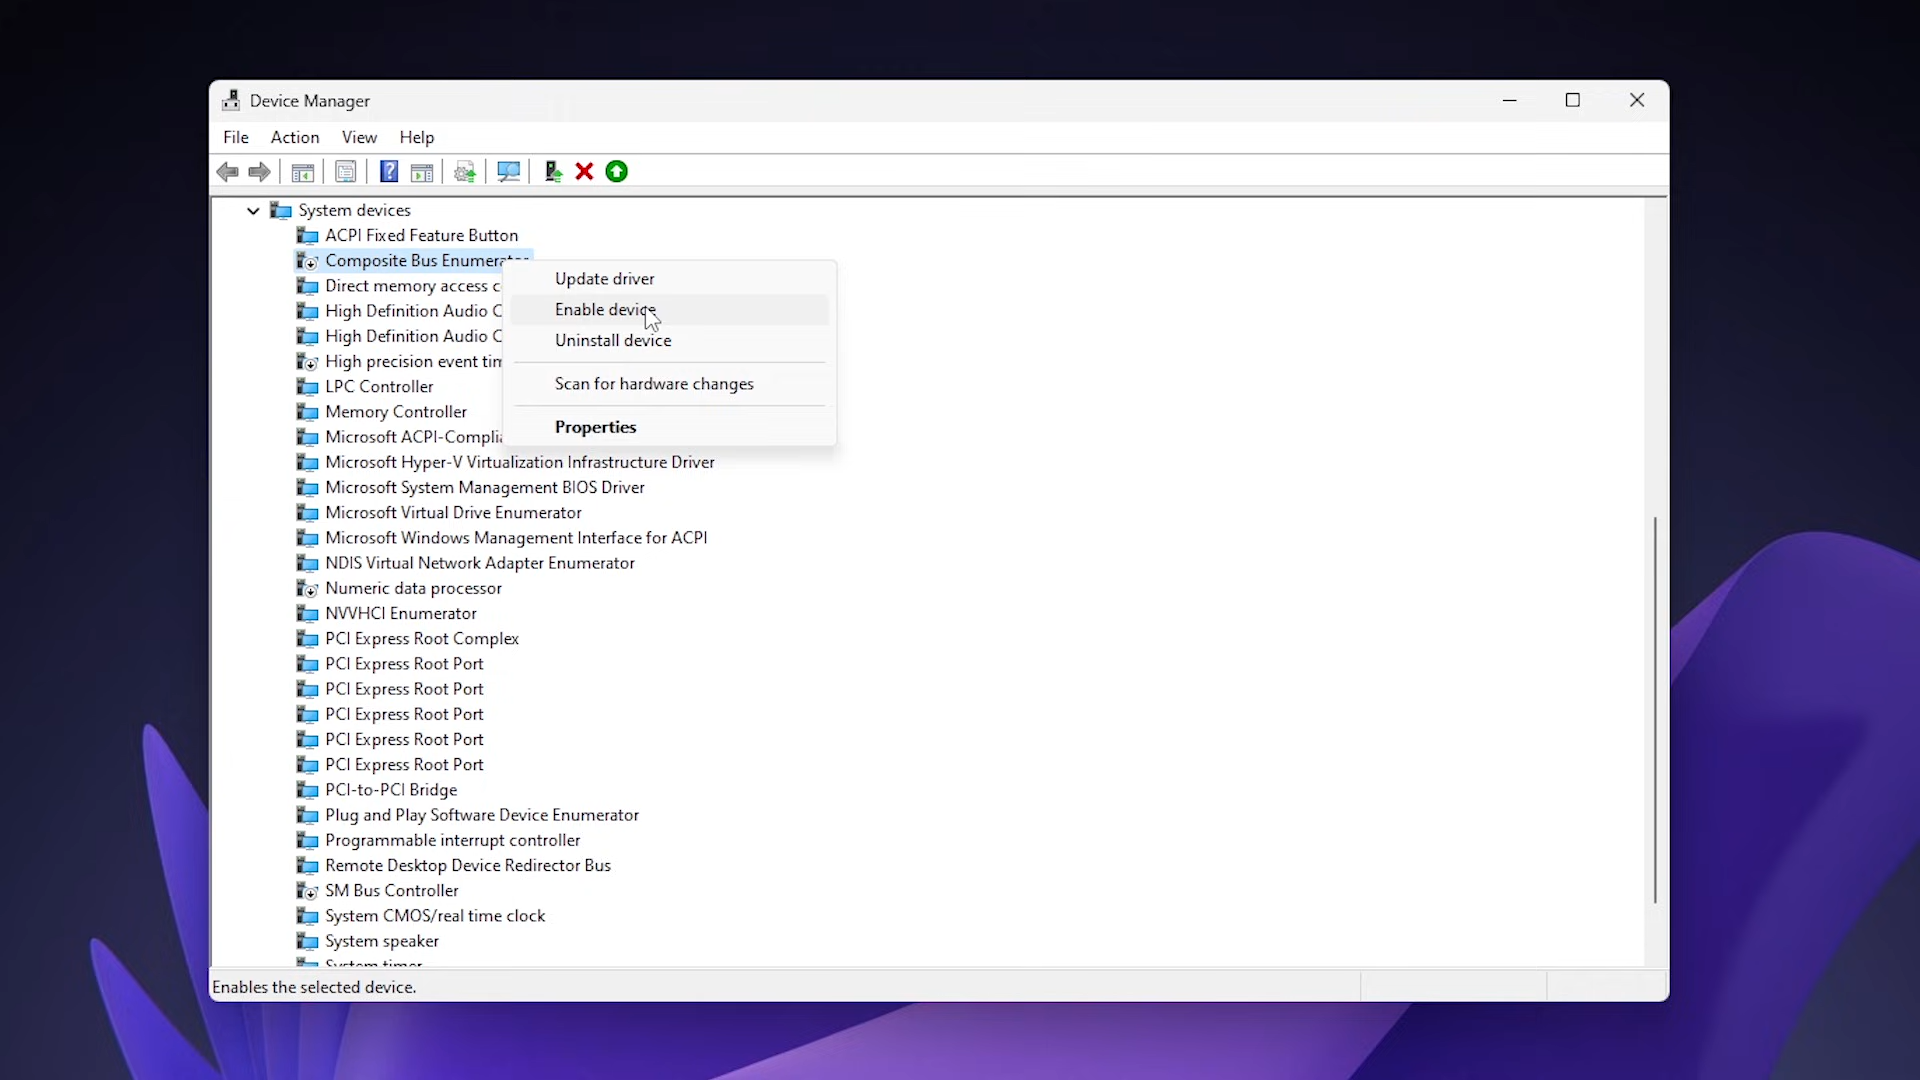 Device Manager
File Action View Help
System devices
ACPI Fixed Feature Button
Composite Bus Enumerator
Direct memory access c
High Definition Audio C
High Definition Audio C
High precision event tim
LPC Controller
Memory Controller
Microsoft ACPI-Complia
Microsoft Hyper-V Virtualization Infrastructure Driver
Microsoft System Management BIOS Driver
Microsoft Virtual Drive Enumerator
Microsoft Windows Management Interface for ACPI
NDIS Virtual Network Adapter Enumerator
Numeric data processor
NVVHCI Enumerator
PCI Express Root Complex
PCI Express Root Port
PCI Express Root Port
PCI Express Root Port
PCI Express Root Port
PCI Express Root Port
PCI-to-PCI Bridge
Plug and Play Software Device Enumerator
Programmable interrupt controller
Remote Desktop Device Redirector Bus
SM Bus Controller
System CMOS/real time clock
System speaker
System timer
Update driver
Enable device
Uninstall device
Scan for hardware changes
Properties
Enables the selected device.